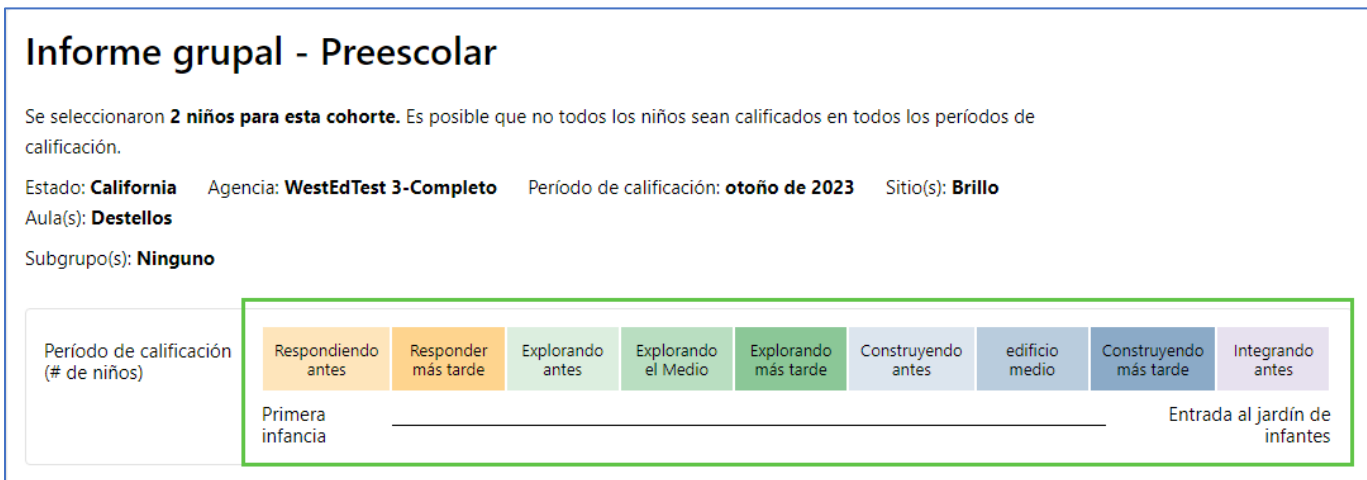 Informe grupal - Preescolar
Se seleccionaron 2 niños para esta cohorte. Es posible que no todos los niños sean calificados en todos los períodos de
calificación.
Estado: California Agencia: WestEdTest 3-Completo Período de calificación: otoño de 2023 Sitio(s): Brillo
Aula(s): Destellos
Subgrupo(s): Ninguno
Período de calificación
(# de niños)
Respondiendo
antes
Responder
más tarde
Explorando
antes
Explorando
el Medio
Explorando
más tarde
Construyendo
antes
edificio
medio
Construyendo
más tarde
Integrando
antes
Primera
infancia
Entrada al jardín de
infantes